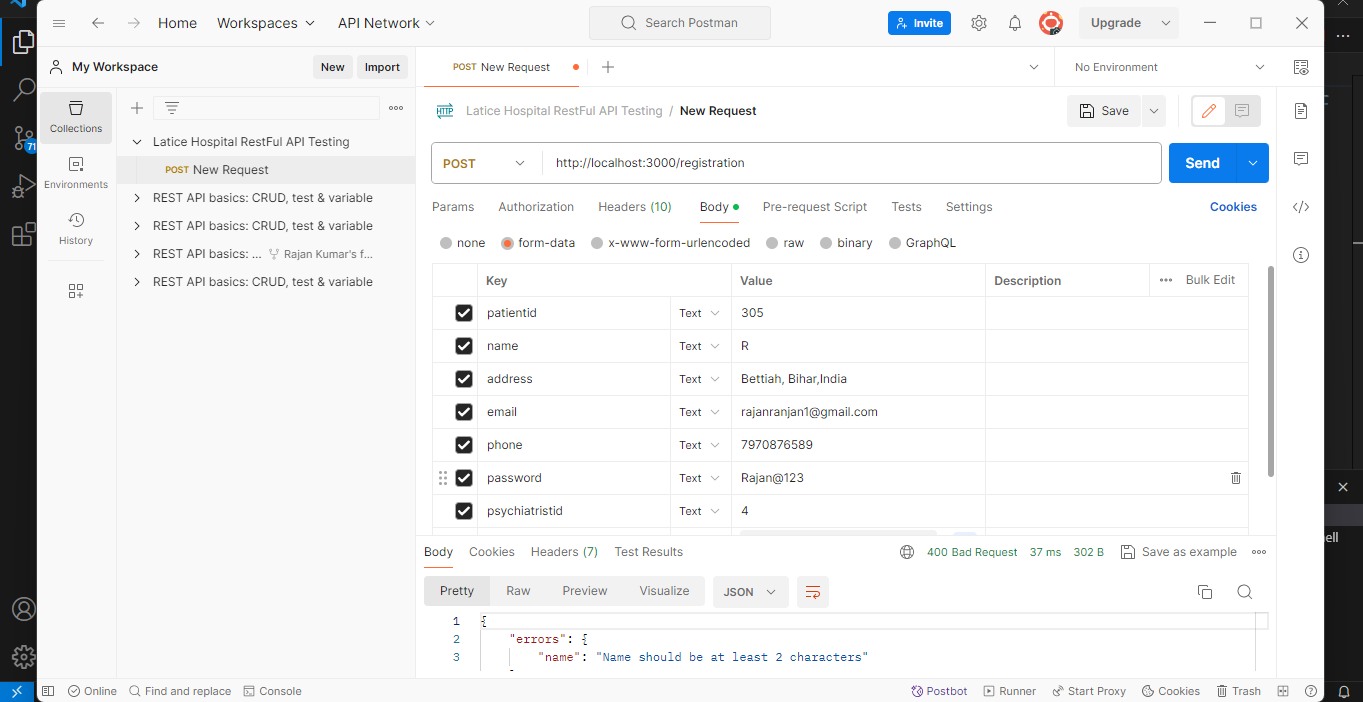 Home Workspaces API Network Search Postman Invite Upgrade
My Workspace New Import POST New Request No Environment
Collections
Environments
History
71
Latice Hospital RestFul API Testing
POST New Request
REST API basics: CRUD, test & variable
REST API basics: CRUD, test & variable
REST API basics: ... Rajan Kumar's f...
REST API basics: CRUD, test & variable
HTTP Latice Hospital RestFul API Testing / New Request Save
POST http://localhost:3000/registration Send
Params Authorization Headers (10) Body Pre-request Script Tests Settings Cookies
none form-data x-www-form-urlencoded raw binary GraphQL
Key Value Description Bulk Edit
patientid Text 305
name Text R
address Text Bettiah, Bihar,India
email Text rajanranjan1@gmail.com
phone Text 7970876589
password Text Rajan@123
psychiatristid Text 4
ell
Body Cookies Headers (7) Test Results 400 Bad Request 37 ms 302 B Save as example
Pretty Raw Preview Visualize JSON
1 {
2 "errors": {
3 "name": "Name should be at least 2 characters"
Online Find and replace Console Postbot Runner Start Proxy Cookies Trash